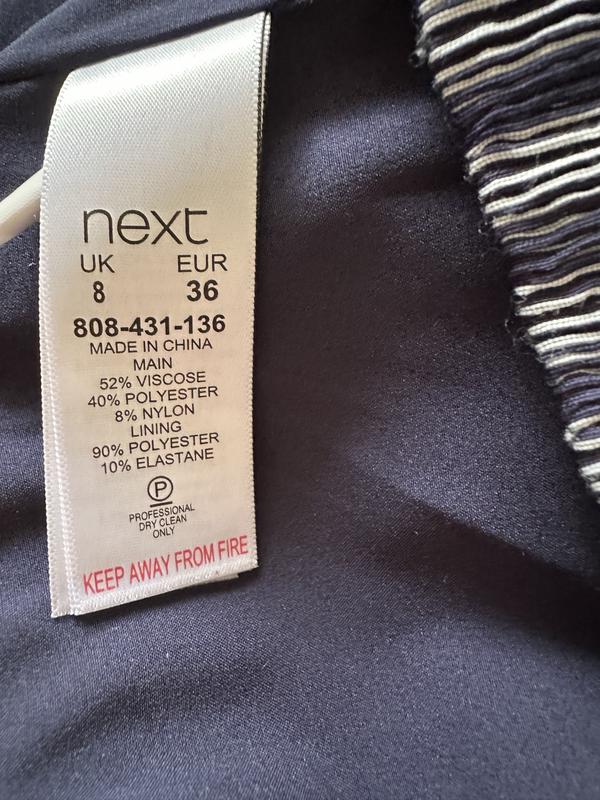 next
UK EUR
8 36
808-431-136
MADE IN CHINA
MAIN
52% VISCOSE
40% POLYESTER
8% NYLON
LINING
90% POLYESTER
10% ELASTANE
P
PROFESSIONAL
DRY CLEAN
ONLY
KEEP AWAY FROM FIRE